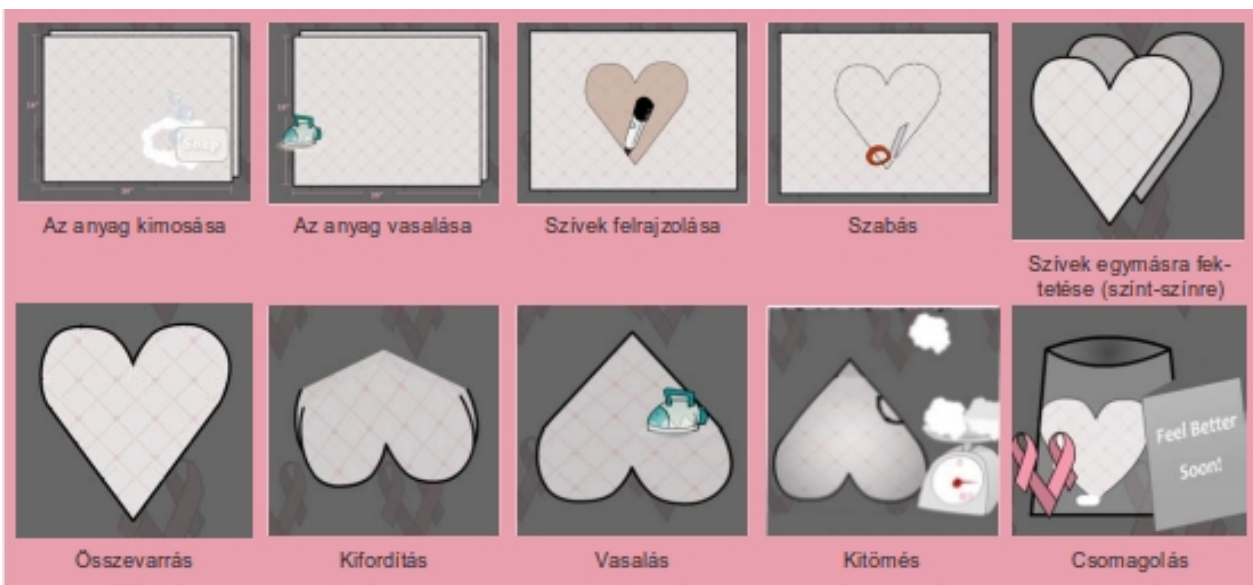 Soap
Az anyag kimosása
Az anyag vasalása
Szívek felrajzolása
Szabás
Szívek egymásra fek-
tetése (színt-színre)
Összevarrás
Kifordítás
Vasalás
Kitömés
Feel Better
Soon!
Csomagolás